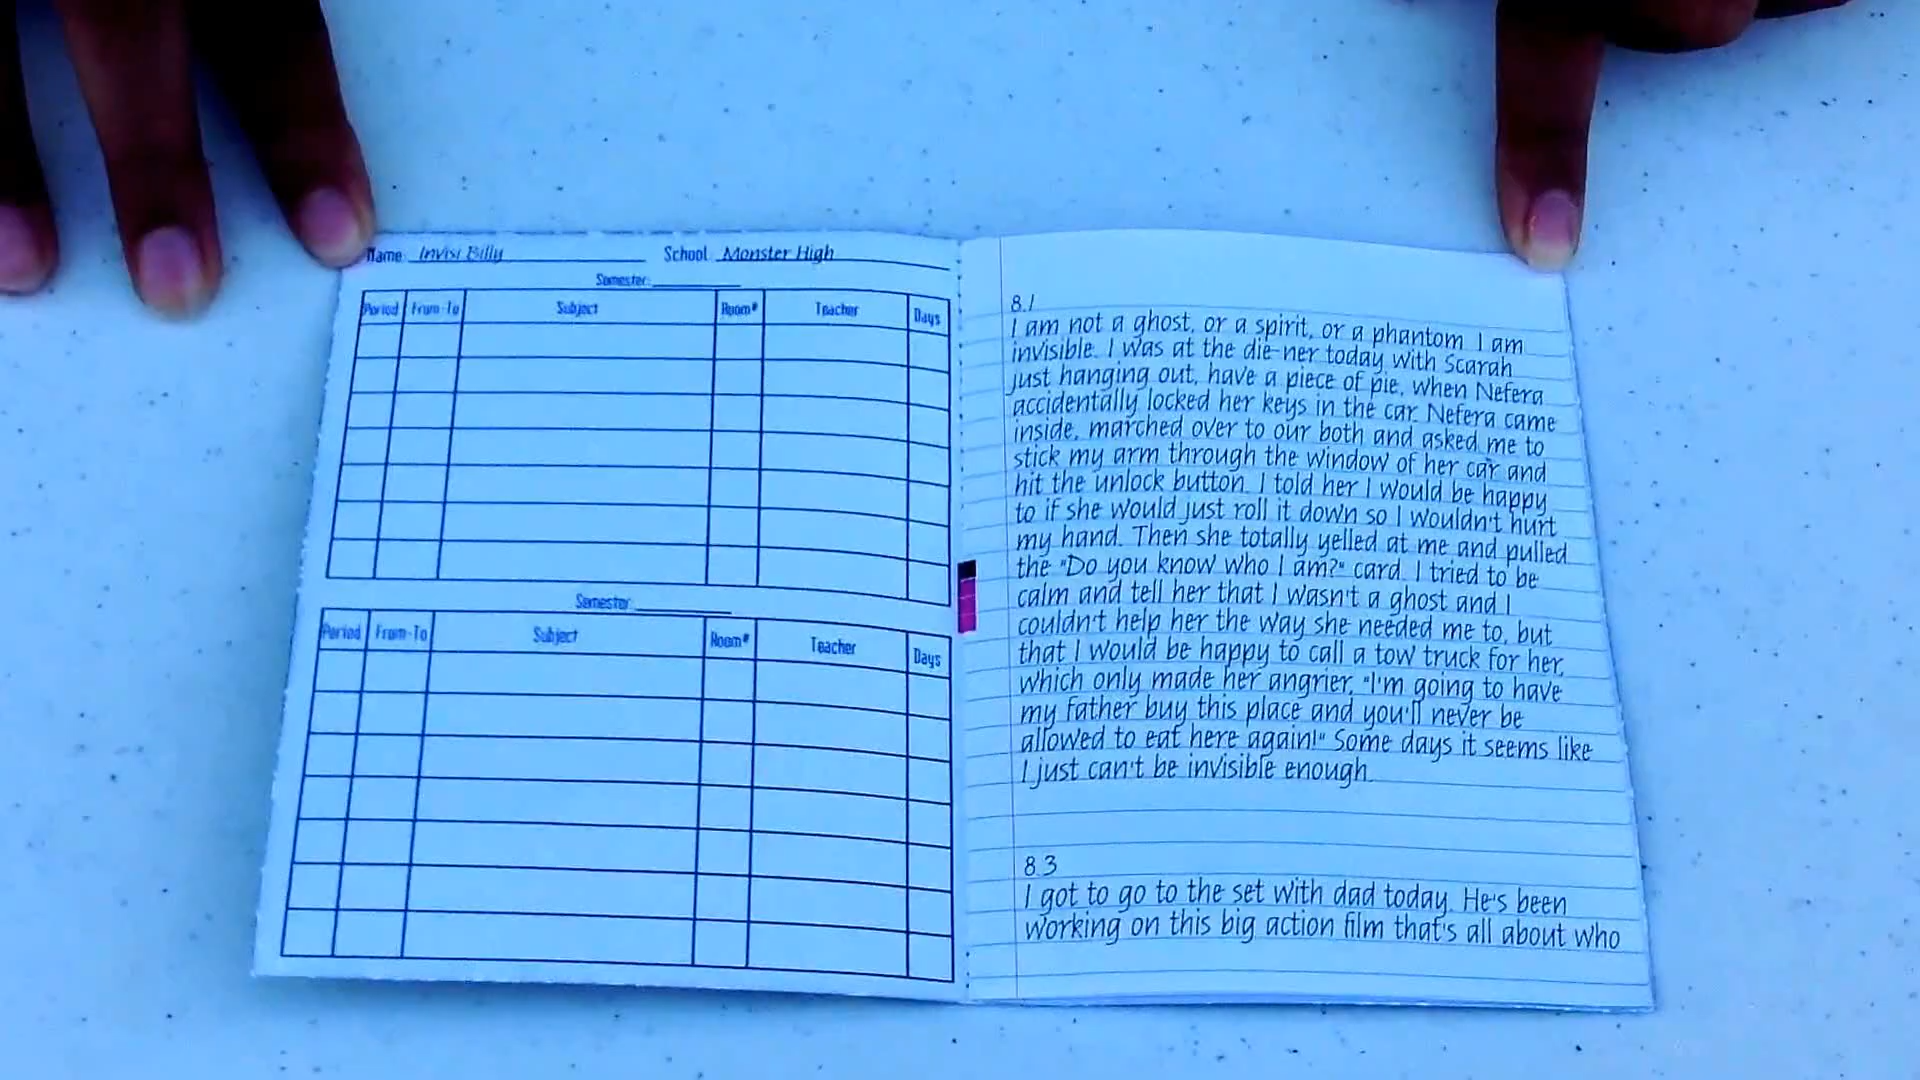 Name Invisi Billy School Monster High
Semester:
Period From-To Subject Room# Teacher Days
Semester
Period From-To Subject Room# Teacher Days
8.1
I am not a ghost, or a spirit, or a phantom. I am
invisible. I was at the die-ner today with Scarah
just hanging out, have a piece of pie, when Nefera
accidentally locked her keys in the car. Nefera came
inside, marched over to our both and asked me to
stick my arm through the window of her car and
hit the unlock button. I told her I would be happy
to if she would just roll it down so I wouldn't hurt
my hand. Then she totally yelled at me and pulled
the "Do you know who I am?" card. I tried to be
calm and tell her that I wasn't a ghost and I
couldn't help her the way she needed me to, but
that I would be happy to call a tow truck for her,
which only made her angrier, "I'm going to have
my father buy this place and you'll never be
allowed to eat here again!" Some days it seems like
I just can't be invisible enough.
8.3
I got to go to the set with dad today. He's been
working on this big action film that's all about who